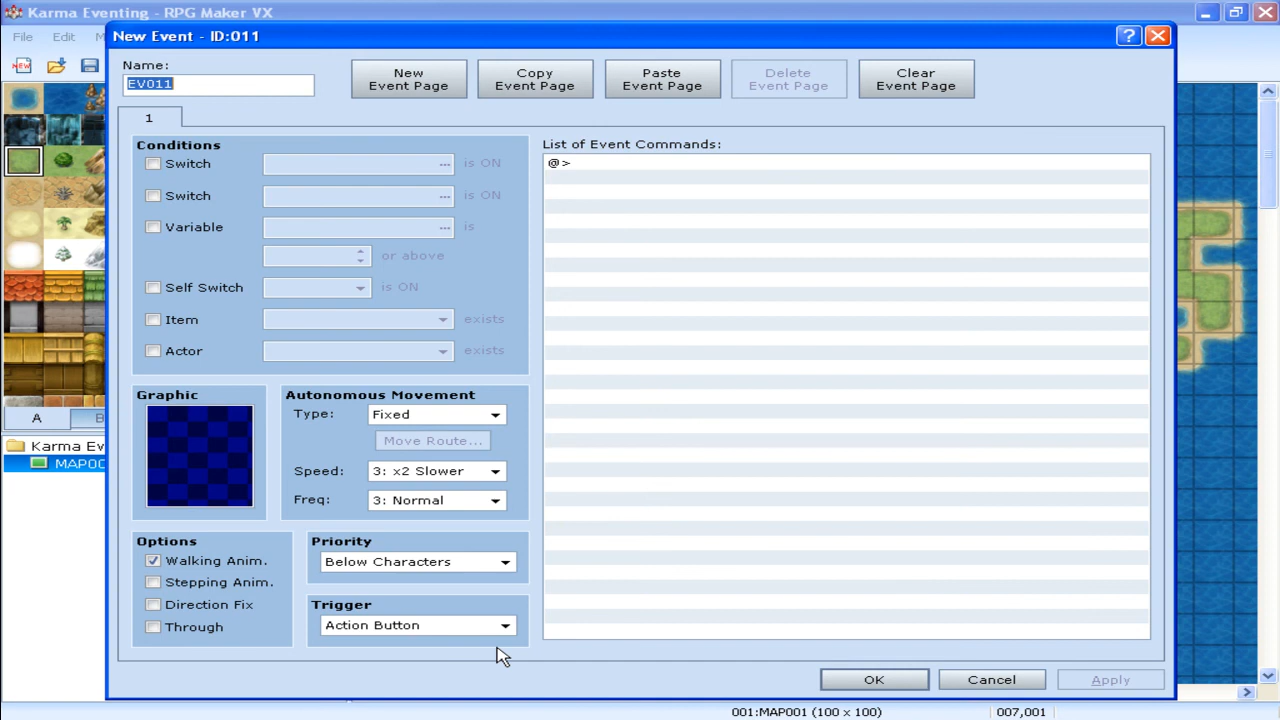 Karma Eventing - RPG Maker VX
File Edit M
New Event - ID:011
NEW
Name:
EV011
New Event Page
Copy Event Page
Paste Event Page
Delete Event Page
Clear Event Page
1
Conditions
Switch ... is ON
Switch ... is ON
Variable ... is
or above
Self Switch is ON
Item exists
Actor exists
List of Event Commands:
@>
Graphic
Autonomous Movement
Type: Fixed
Move Route...
Speed: 3: x2 Slower
Freq: 3: Normal
Options
Walking Anim.
Stepping Anim.
Direction Fix
Through
Priority
Below Characters
Trigger
Action Button
A B
Karma Ev
MAP00
OK Cancel Apply
001:MAP001 (100 x 100) 007,001